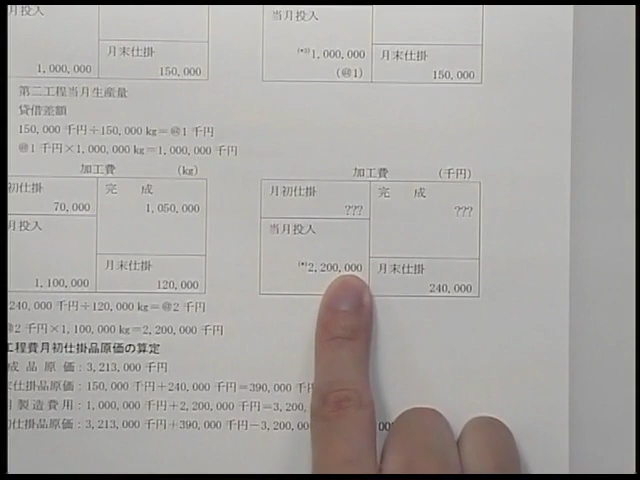 月投入
1,000,000
月末仕掛
150,000
当月投入
(*3)1,000,000
(@1)
150,000
第二工程当月生産量
貸借差額
150,000 千円÷150,000 kg=@1 千円
@1 千円×1,000,000 kg=1,000,000 千円
加工費 (kg)
初仕掛
70,000
完 成
1,050,000
月投入
1,100,000
月末仕掛
120,000
加工費 (千円)
月初仕掛
???
完 成
???
当月投入
2,200,000
月末仕掛
240,000
240,000 千円÷120,000 kg=@2 千円
@2 千円×1,100,000 kg=2,200,000 千円
工程費月初仕掛品原価の算定
成 品 原 価:3,213,000 千円
仕掛品原価:150,000 千円+240,000 千円=390,000 千
製 造 費 用:1,000,000 千円+2,200,000 千円=3,200,
仕掛品原価:3,213,000 千円+390,000 千円-3,200,000